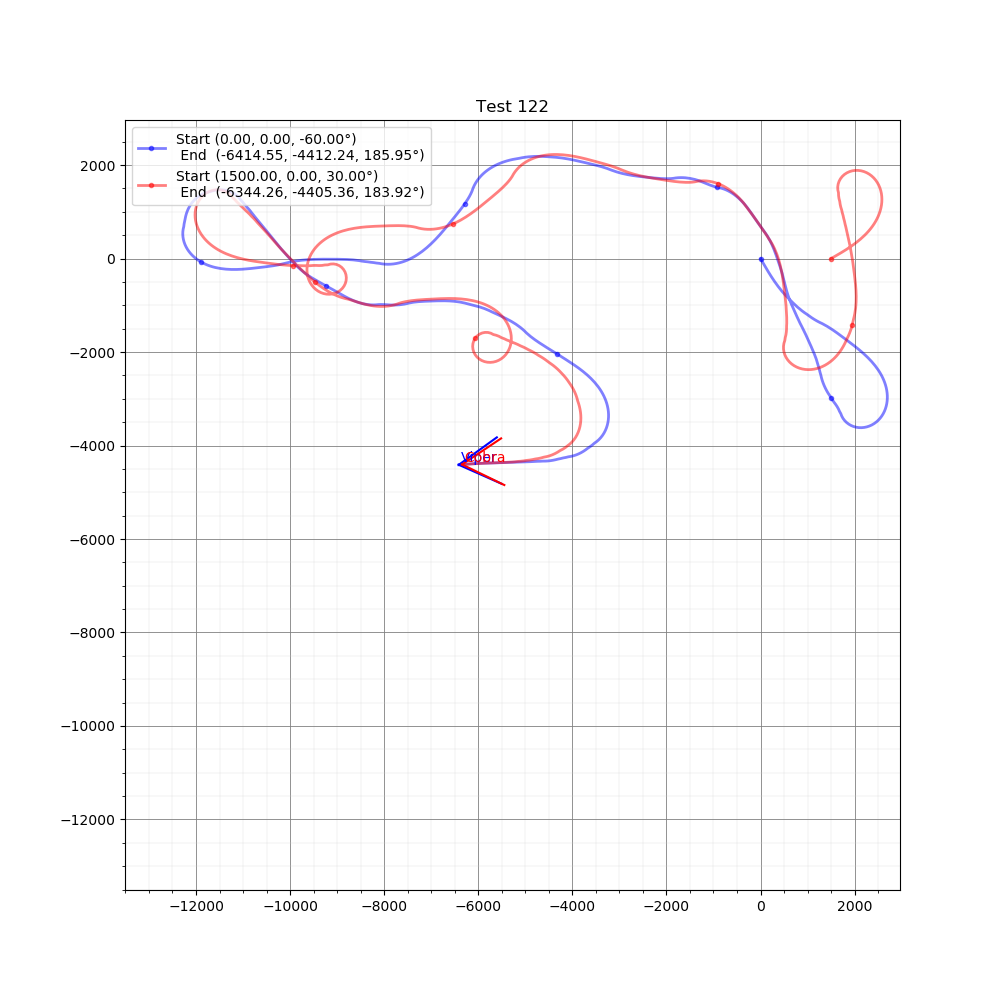 Test 122
Start (0.00, 0.00, -60.00°)
End  (-6414.55, -4412.24, 185.95°)
Start (1500.00, 0.00, 30.00°)
End  (-6344.26, -4405.36, 183.92°)
2000
0
−2000
−4000
−6000
−8000
−10000
−12000
−12000 −10000 −8000 −6000 −4000 −2000 0 2000